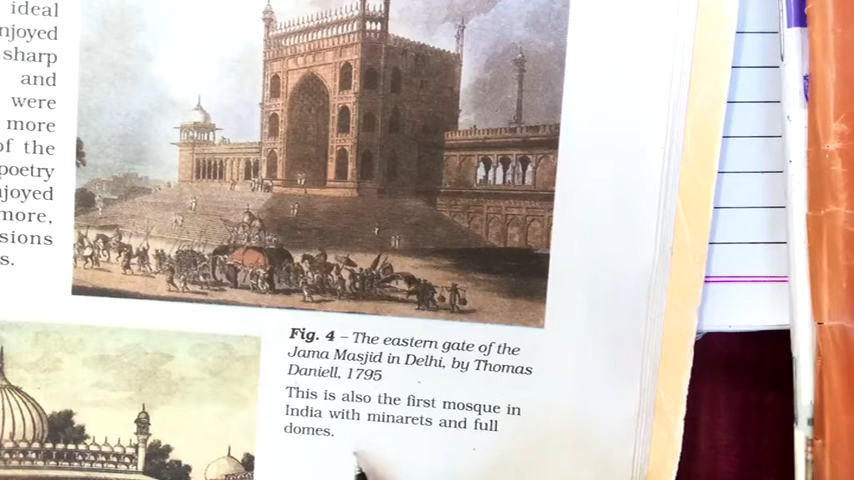 ideal
njoyed
sharp
and
were
more
of the
poetry
njoyed
more,
sions
s.
Fig. 4 – The eastern gate of the
Jama Masjid in Delhi, by Thomas
Daniell, 1795
This is also the first mosque in
India with minarets and full
domes.